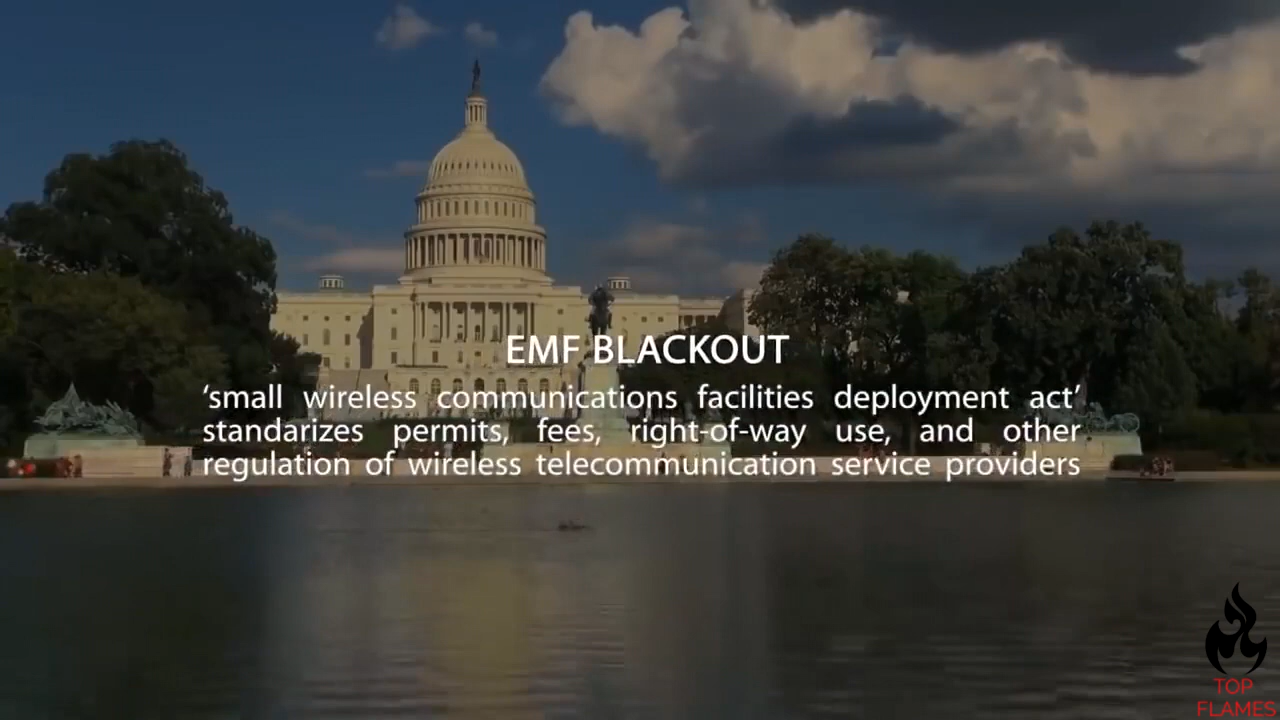 EMF BLACKOUT
‘small wireless communications facilities deployment act’
standarizes permits, fees, right-of-way use, and other
regulation of wireless telecommunication service providers
TOP
FLAMES